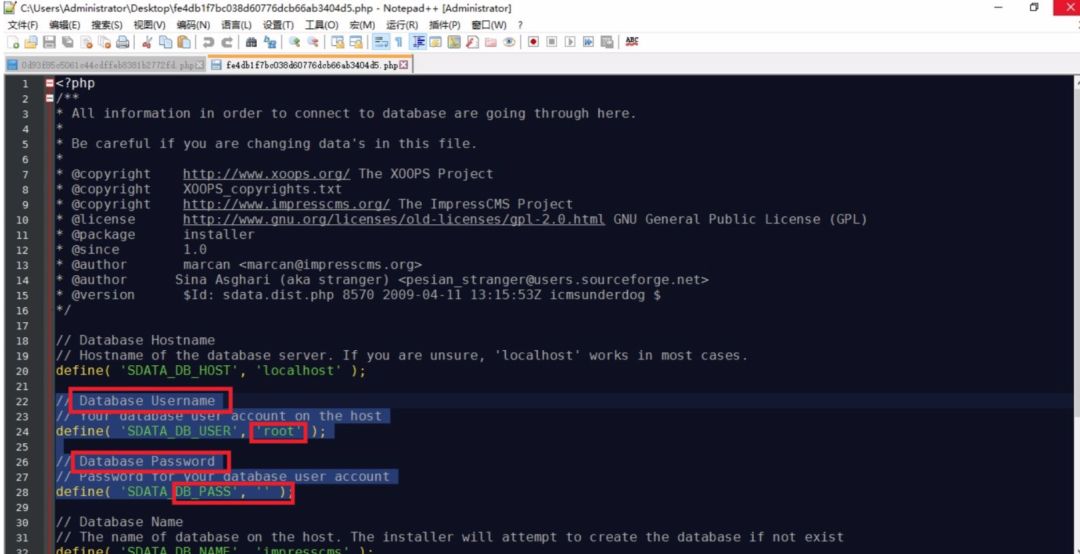 C:\Users\Administrator\Desktop\fe4db1f7bc038d60776dcb66ab3404d5.php - Notepad++ [Administrator]
文件(F) 编辑(E) 搜索(S) 视图(V) 编码(N) 语言(L) 设置(T) 工具(O) 宏(M) 运行(R) 插件(P) 窗口(W) ?
fe4db1f7bc038d60776dcb66ab3404d5.php
1 <?php
2 /**
3 * All information in order to connect to database are going through here.
4 *
5 * Be careful if you are changing data's in this file.
6 *
7 * @copyright http://www.xoops.org/ The XOOPS Project
8 * @copyright XOOPS_copyrights.txt
9 * @copyright http://www.impresscms.org/ The ImpressCMS Project
10 * @license http://www.gnu.org/licenses/old-licenses/gpl-2.0.html GNU General Public License (GPL)
11 * @package installer
12 * @since 1.0
13 * @author marcan <marcan@impresscms.org>
14 * @author Sina Asghari (aka stranger) <pesian_stranger@users.sourceforge.net>
15 * @version $Id: sdata.dist.php 8570 2009-04-11 13:15:53Z icmsunderdog $
16 */
17
18 // Database Hostname
19 // Hostname of the database server. If you are unsure, 'localhost' works in most cases.
20 define( 'SDATA_DB_HOST', 'localhost' );
21
22 // Database Username
23 // Your database user account on the host
24 define( 'SDATA_DB_USER', 'root' );
25
26 // Database Password
27 // Password for your database user account
28 define( 'SDATA_DB_PASS', '' );
29
30 // Database Name
31 // The name of database on the host. The installer will attempt to create the database if not exist
32 define( 'SDATA_DB_NAME', 'impresscms' );